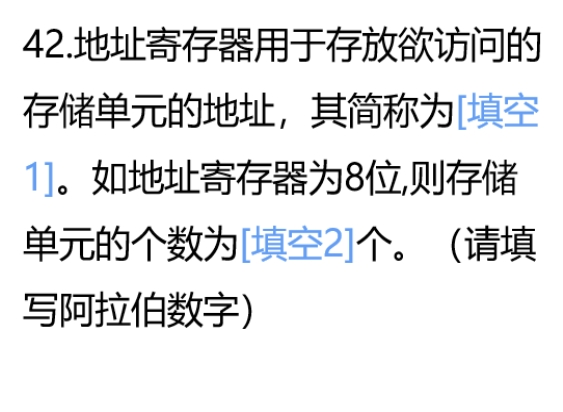 42.地址寄存器用于存放欲访问的
存储单元的地址，其简称为[填空
1]。如地址寄存器为8位,则存储
单元的个数为[填空2]个。（请填
写阿拉伯数字）